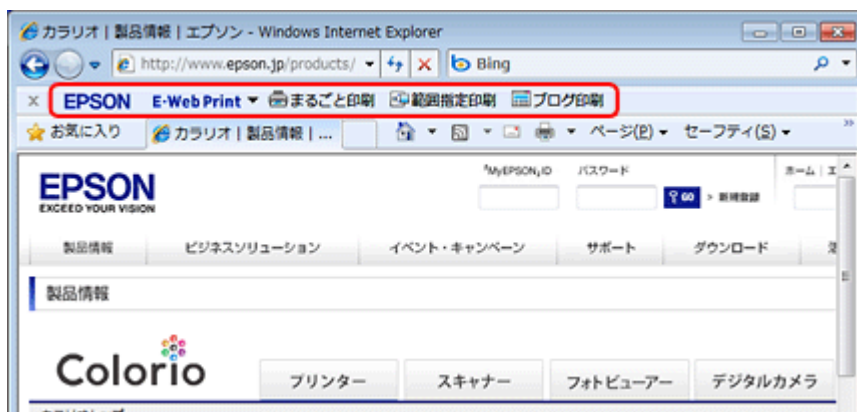 カラリオ | 製品情報 | エプソン - Windows Internet Explorer
http://www.epson.jp/products/ Bing
× EPSON E-Web Print まるごと印刷 範囲指定印刷 ブログ印刷
お気に入り カラリオ | 製品情報 | ... ページ(P) セーフティ(S) »
EPSON MyEPSON ID パスワード ホーム | エ
EXCEED YOUR VISION GO > 新規登録
製品情報 ビジネスソリューション イベント・キャンペーン サポート ダウンロード
製品情報
Colorio プリンター スキャナー フォトビューアー デジタルカメラ